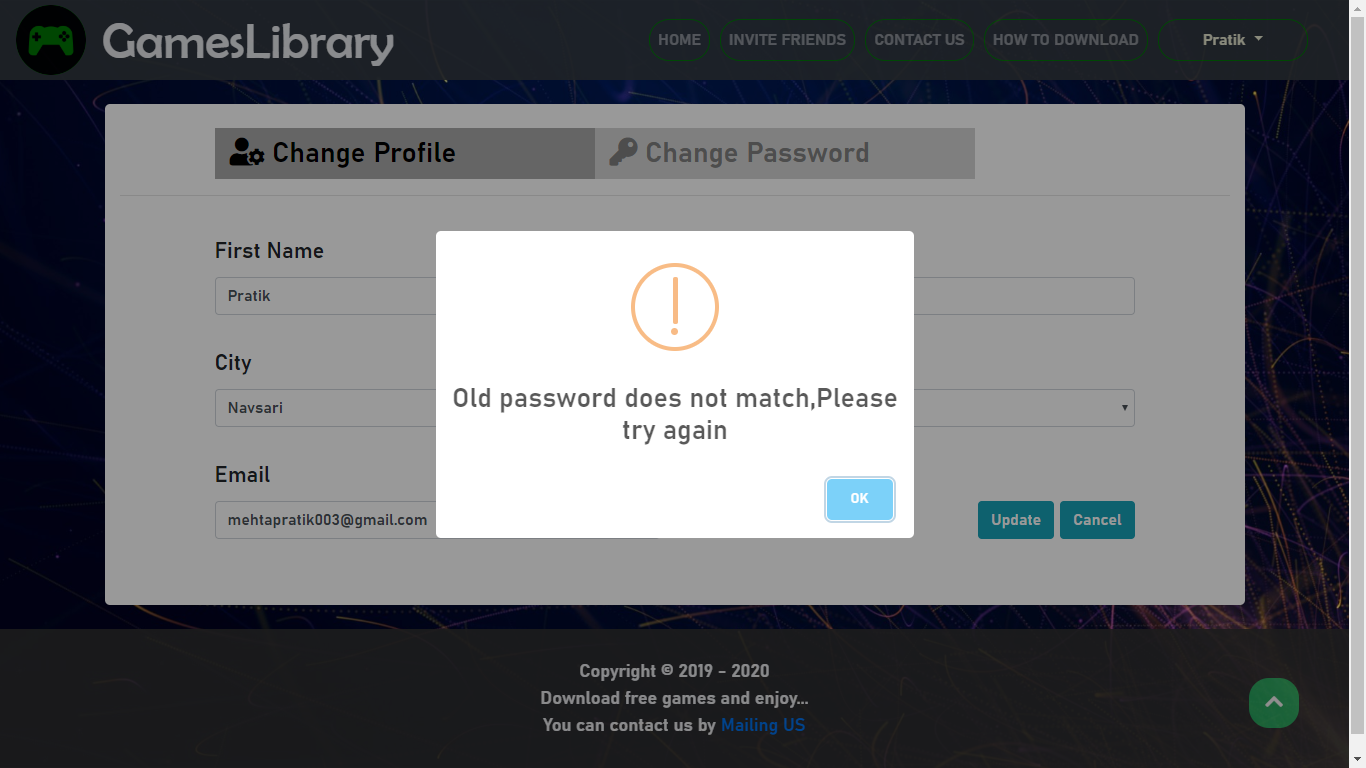 GamesLibrary
HOME
INVITE FRIENDS
CONTACT US
HOW TO DOWNLOAD
Pratik
Change Profile
Change Password
First Name
Pratik
City
Navsari
Email
mehtapratik003@gmail.com
Update
Cancel
Old password does not match,Please
try again
OK
Copyright © 2019 - 2020
Download free games and enjoy...
You can contact us by Mailing US